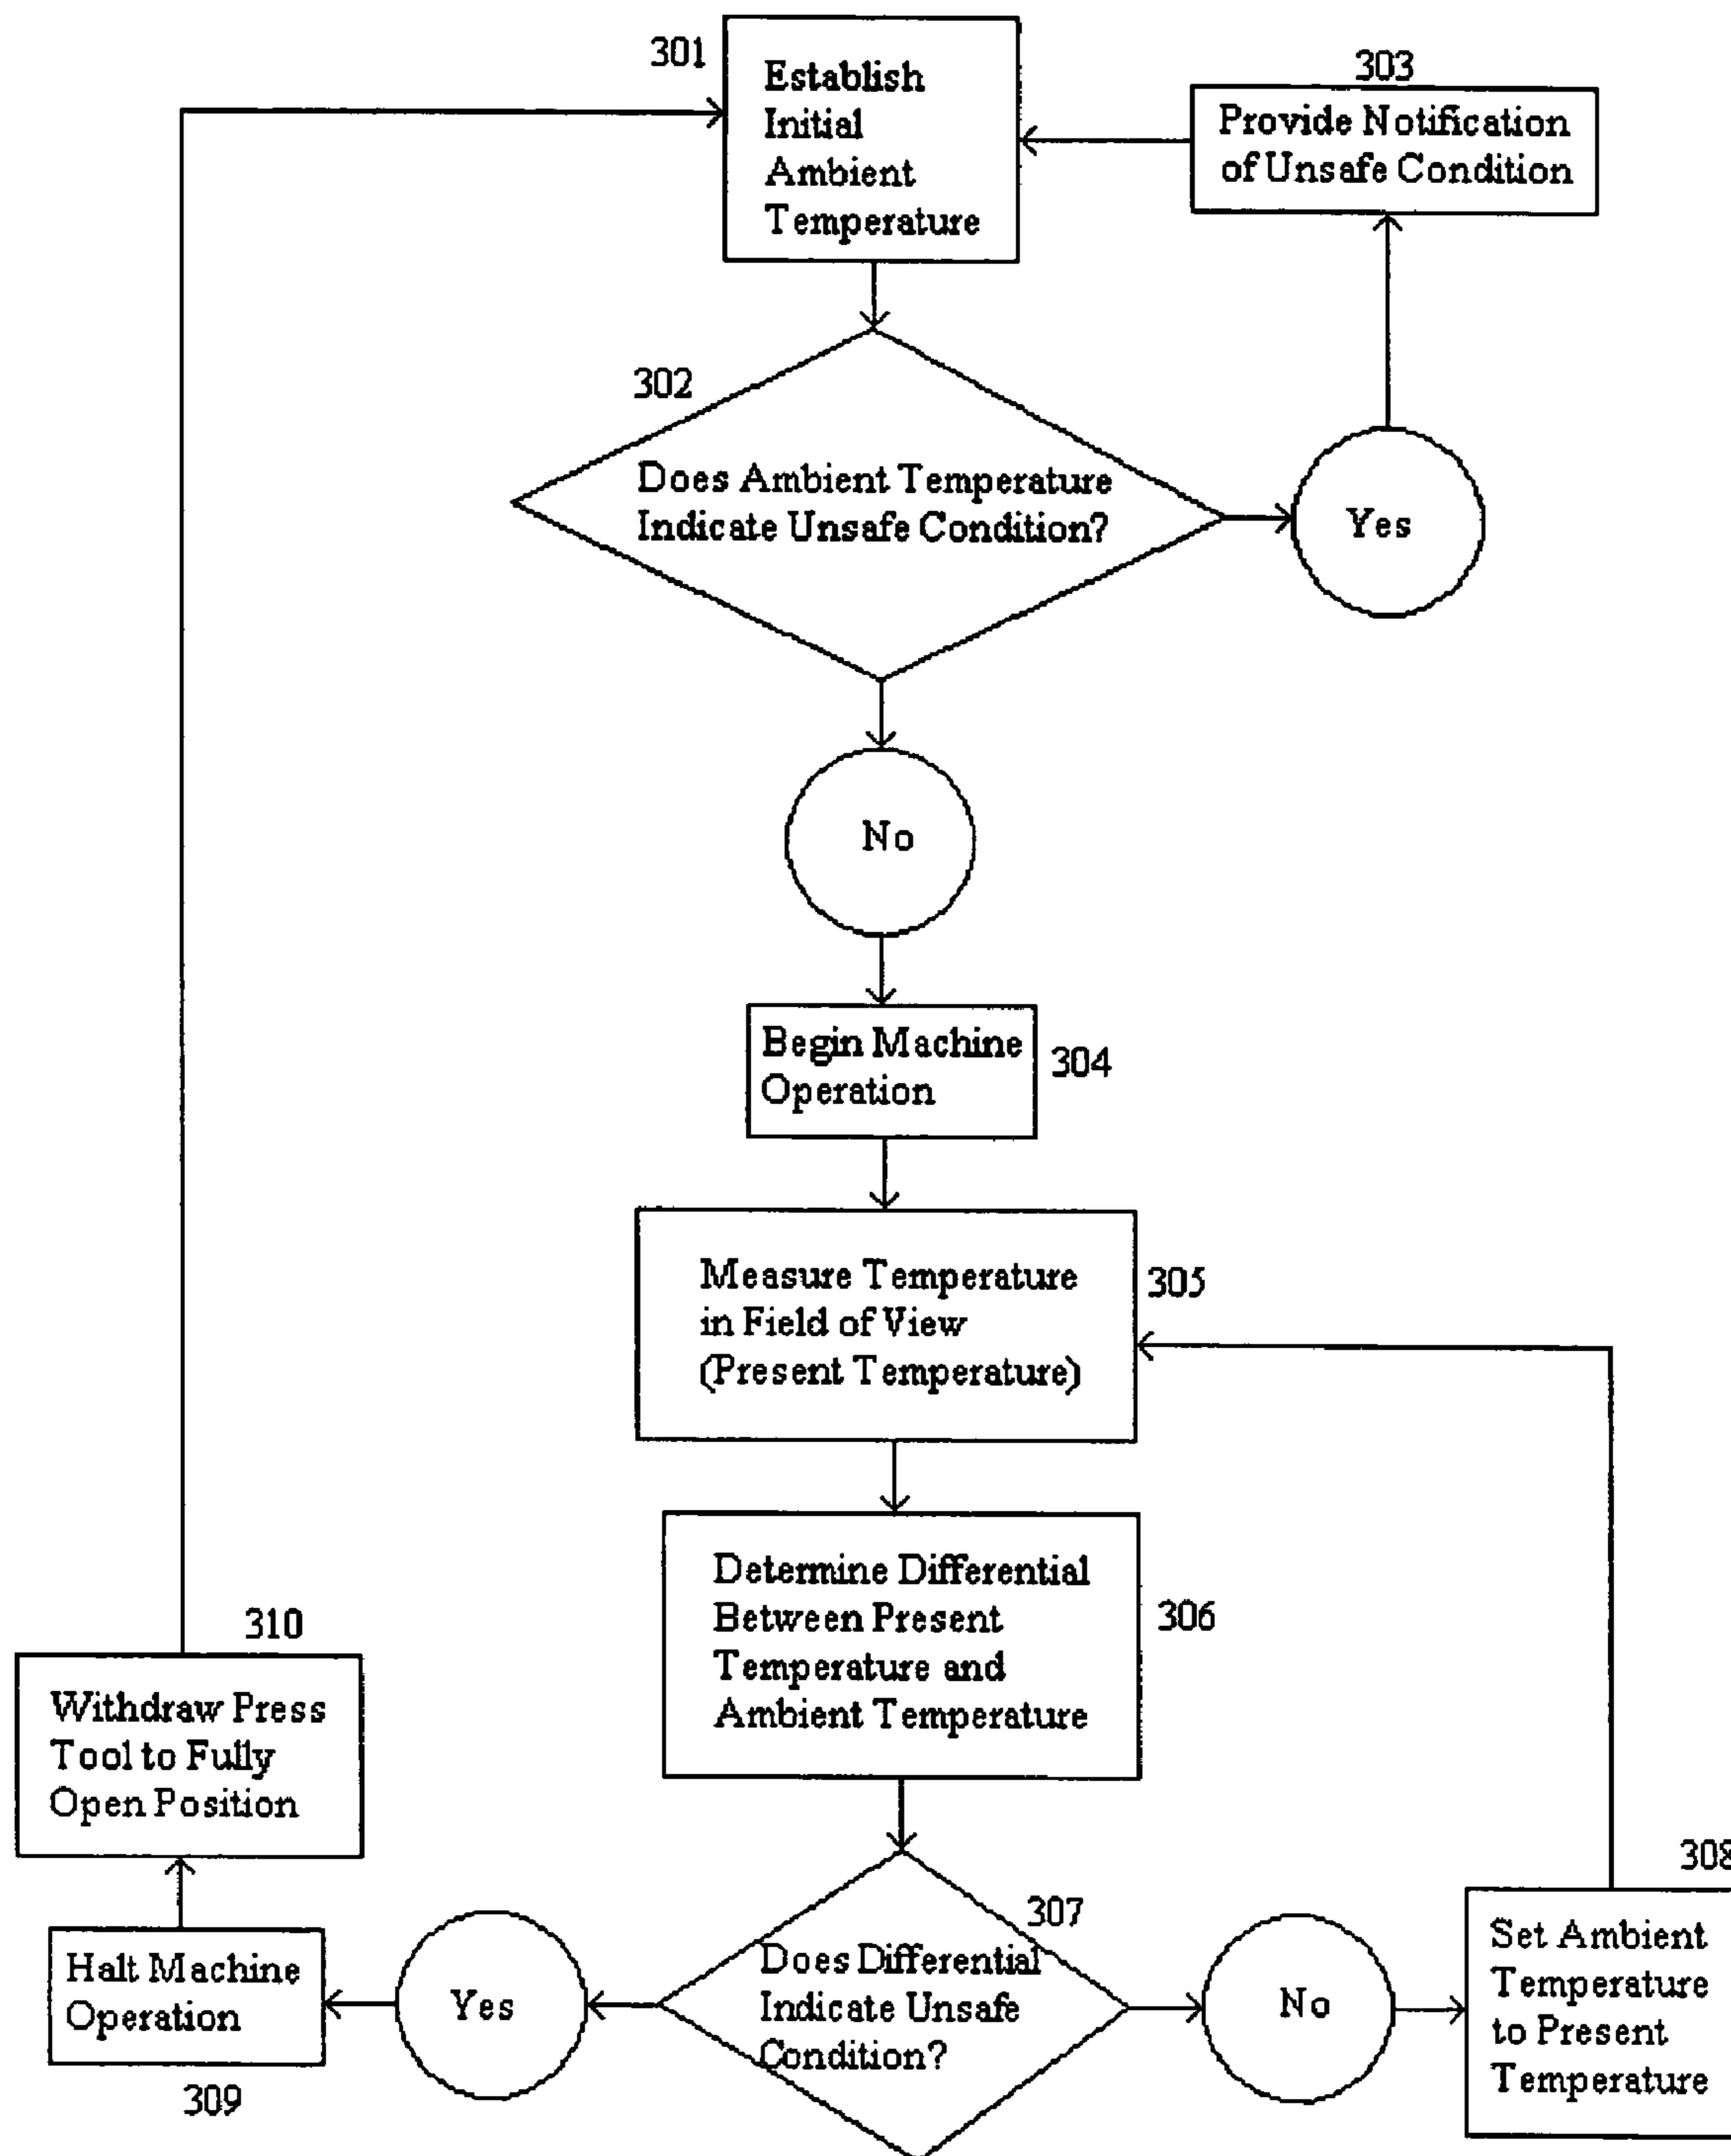 301
Establish
Initial
Ambient
Temperature
303
Provide Notification
of Unsafe Condition
302
Does Ambient Temperature
Indicate Unsafe Condition?
Yes
No
Begin Machine
Operation
304
Measure Temperature
in Field of View
(Present Temperature)
305
Determine Differential
Between Present
Temperature and
Ambient Temperature
306
310
Withdraw Press
Tool to Fully
Open Position
307
Does Differential
Indicate Unsafe
Condition?
Yes
Halt Machine
Operation
309
No
308
Set Ambient
Temperature
to Present
Temperature